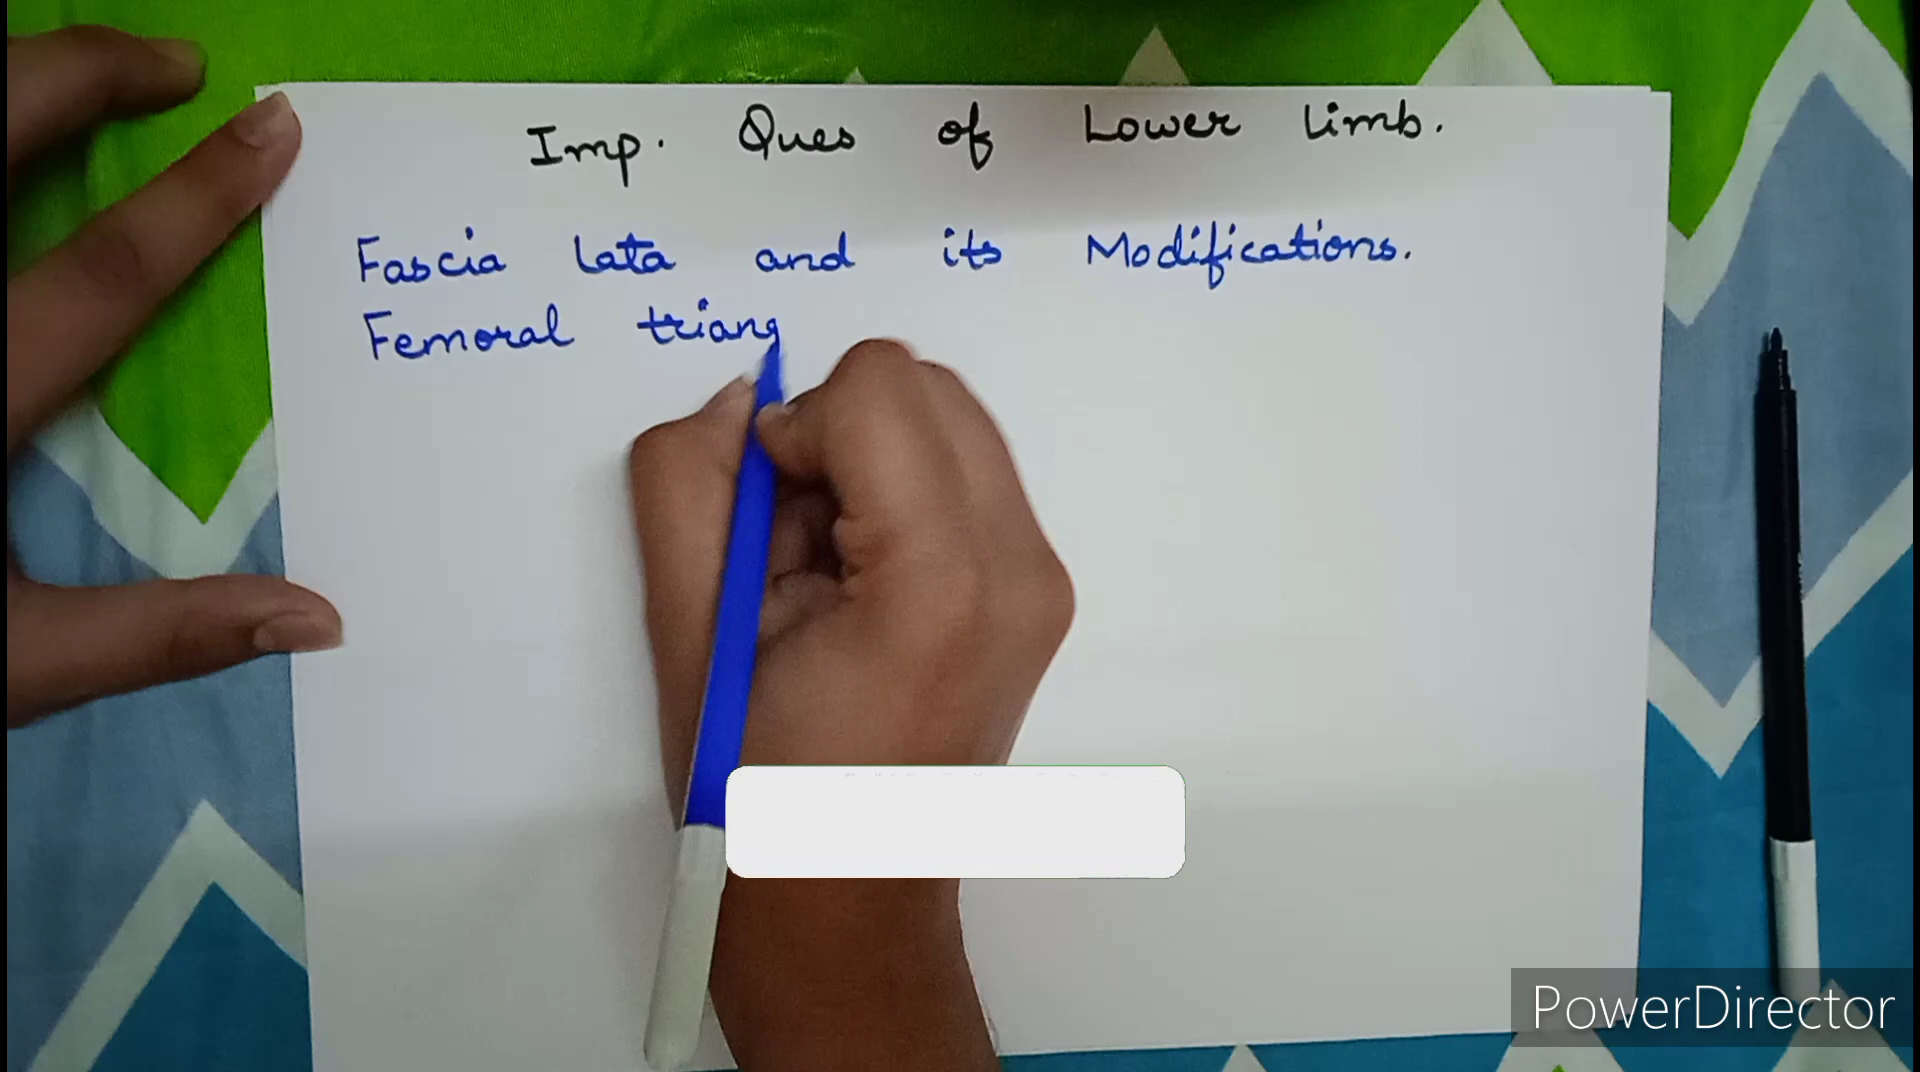 Imp. Ques of Lower limb.
Fascia lata and its Modifications.
Femoral triang
PowerDirector